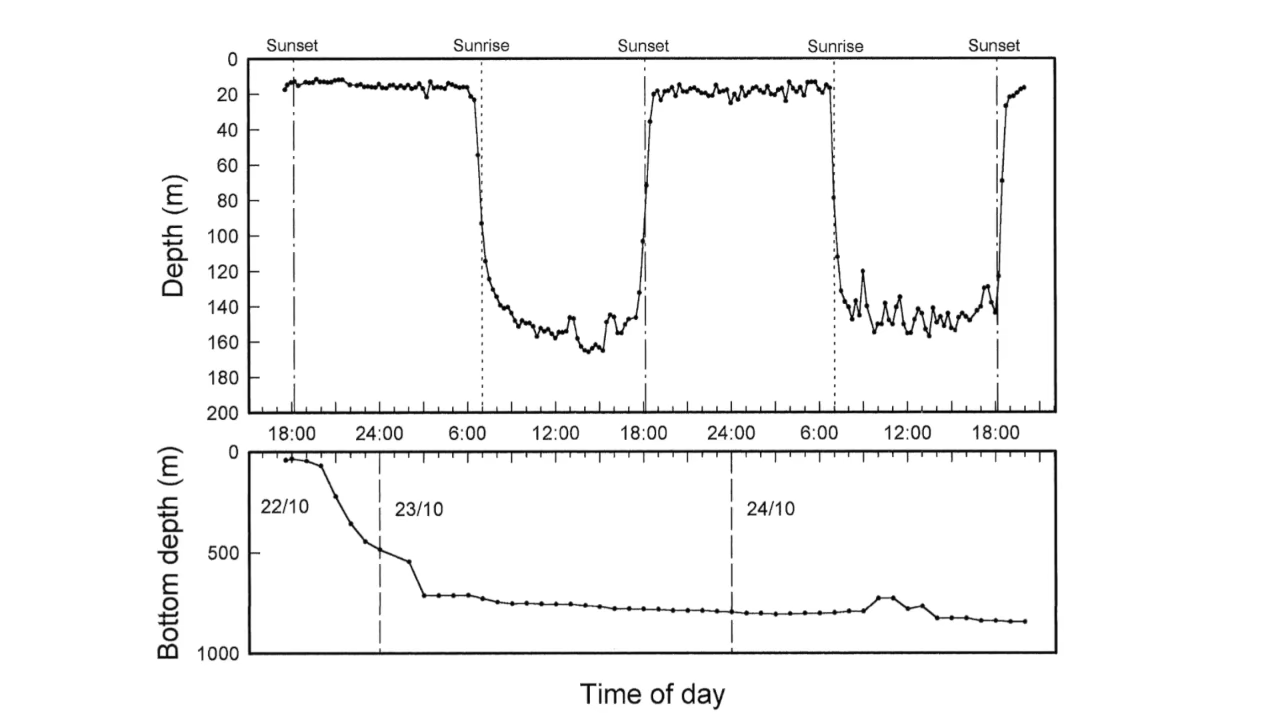 Sunset Sunrise Sunset Sunrise Sunset
0
20
40
60
80
100
120
140
160
180
200
Depth (m)
18:00 24:00 6:00 12:00 18:00 24:00 6:00 12:00 18:00
0
500
1000
Bottom depth (m)
22/10 23/10 24/10
Time of day